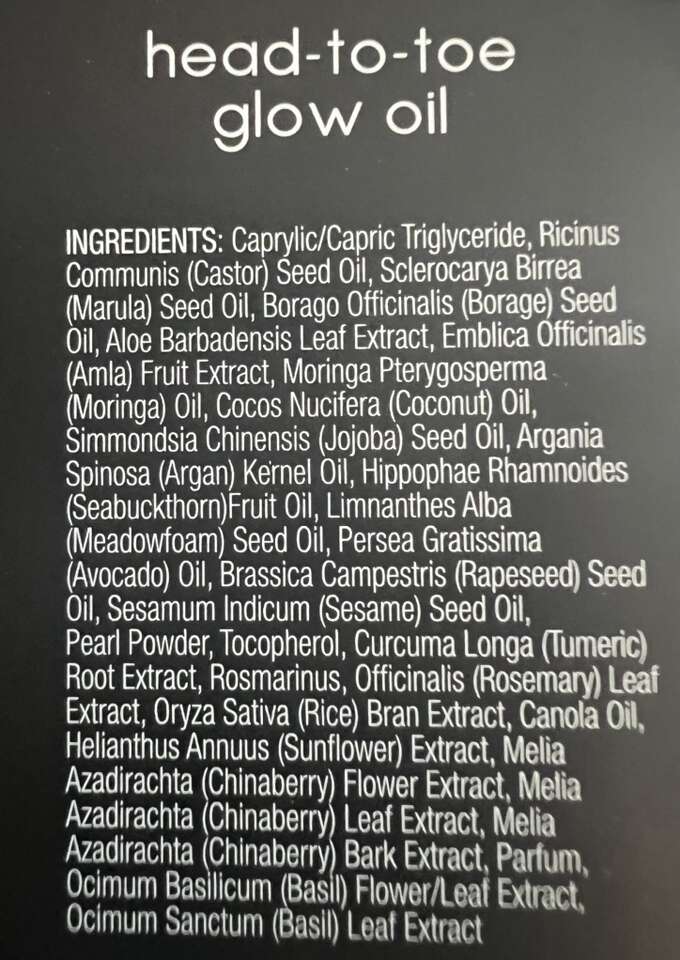 head-to-toe
glow oil
INGREDIENTS: Caprylic/Capric Triglyceride, Ricinus
Communis (Castor) Seed Oil, Sclerocarya Birrea
(Marula) Seed Oil, Borago Officinalis (Borage) Seed
Oil, Aloe Barbadensis Leaf Extract, Emblica Officinalis
(Amla) Fruit Extract, Moringa Pterygosperma
(Moringa) Oil, Cocos Nucifera (Coconut) Oil,
Simmondsia Chinensis (Jojoba) Seed Oil, Argania
Spinosa (Argan) Kernel Oil, Hippophae Rhamnoides
(Seabuckthorn)Fruit Oil, Limnanthes Alba
(Meadowfoam) Seed Oil, Persea Gratissima
(Avocado) Oil, Brassica Campestris (Rapeseed) Seed
Oil, Sesamum Indicum (Sesame) Seed Oil,
Pearl Powder, Tocopherol, Curcuma Longa (Tumeric)
Root Extract, Rosmarinus, Officinalis (Rosemary) Leaf
Extract, Oryza Sativa (Rice) Bran Extract, Canola Oil,
Helianthus Annuus (Sunflower) Extract, Melia
Azadirachta (Chinaberry) Flower Extract, Melia
Azadirachta (Chinaberry) Leaf Extract, Melia
Azadirachta (Chinaberry) Bark Extract, Parfum,
Ocimum Basilicum (Basil) Flower/Leaf Extract,
Ocimum Sanctum (Basil) Leaf Extract